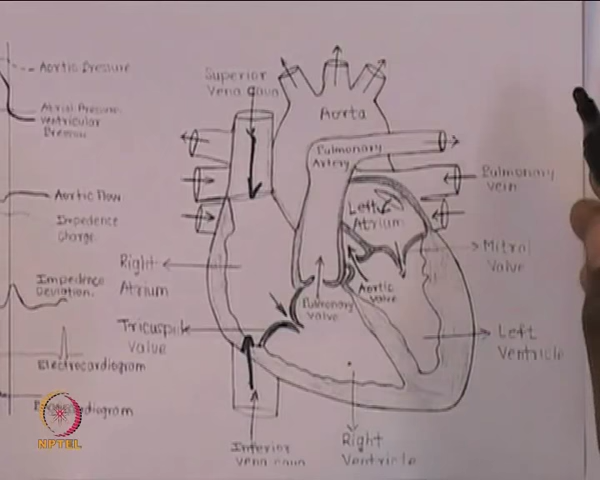 Aortic Pressure
Atrial Pressure
Ventricular
Pressure
Aortic Flow
Impedence
Charge
Impedence
Deviation
Electrocardiogram
cardiogram
Superior
Vena cava
Aorta
Pulmonary
Artery
Pulmonary
vein
Left
Atrium
Mitral
Valve
Right
Atrium
Aortic
valve
Pulmonary
valve
Tricuspid
Valve
Left
Ventricle
Inferior
Vena cava
Right
Ventricle
NPTEL